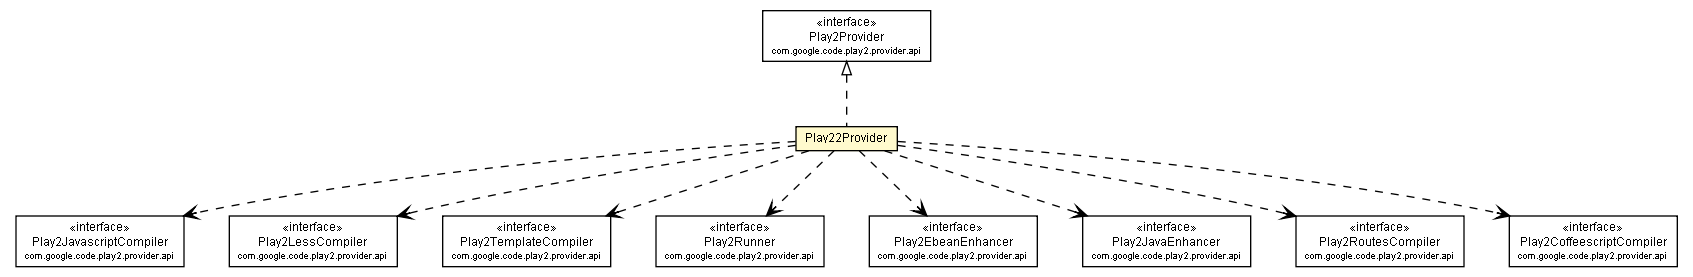 «interface»
Play2Provider
com.google.code.play2.provider.api
Play22Provider
«interface»
Play2JavascriptCompiler
com.google.code.play2.provider.api
«interface»
Play2LessCompiler
com.google.code.play2.provider.api
«interface»
Play2TemplateCompiler
com.google.code.play2.provider.api
«interface»
Play2Runner
com.google.code.play2.provider.api
«interface»
Play2EbeanEnhancer
com.google.code.play2.provider.api
«interface»
Play2JavaEnhancer
com.google.code.play2.provider.api
«interface»
Play2RoutesCompiler
com.google.code.play2.provider.api
«interface»
Play2CoffeescriptCompiler
com.google.code.play2.provider.api